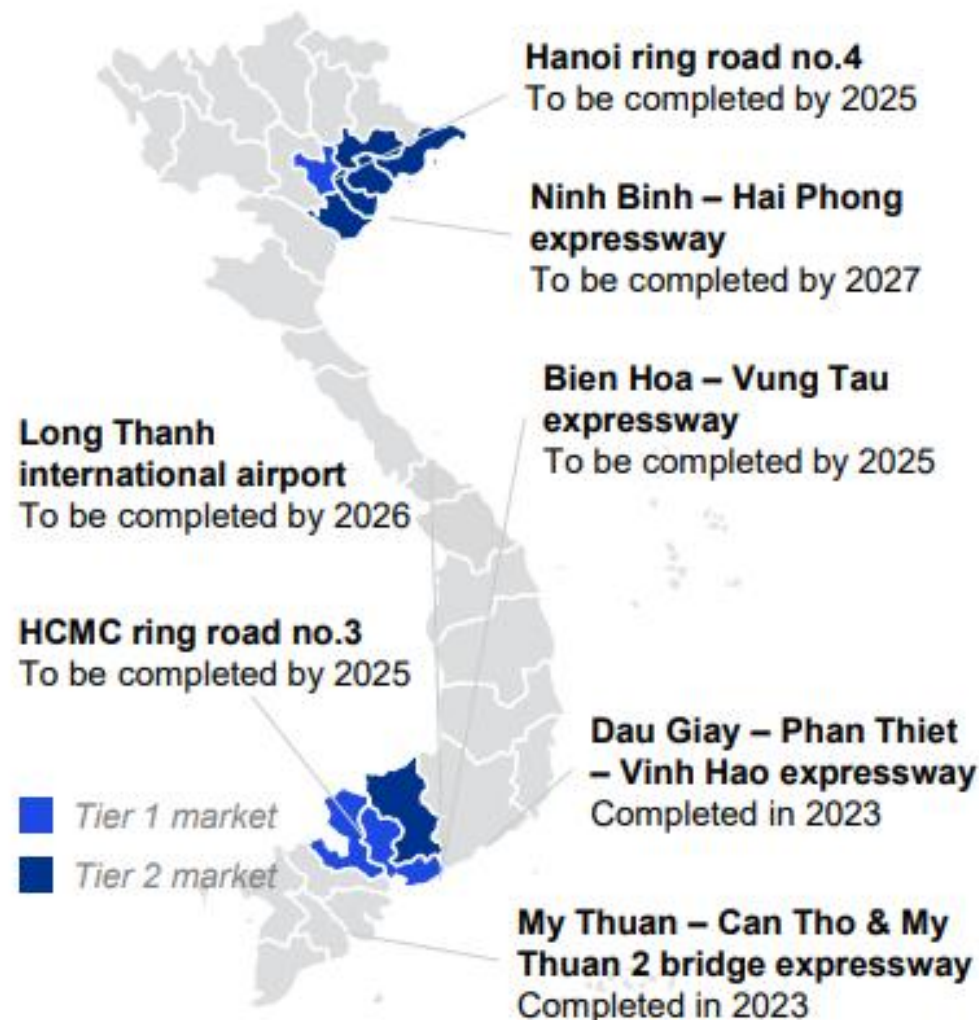 Hanoi ring road no.4
To be completed by 2025
Ninh Binh – Hai Phong
expressway
To be completed by 2027
Bien Hoa – Vung Tau
expressway
To be completed by 2025
Long Thanh
international airport
To be completed by 2026
HCMC ring road no.3
To be completed by 2025
Dau Giay – Phan Thiet
– Vinh Hao expressway
Completed in 2023
Tier 1 market
Tier 2 market
My Thuan – Can Tho & My
Thuan 2 bridge expressway
Completed in 2023